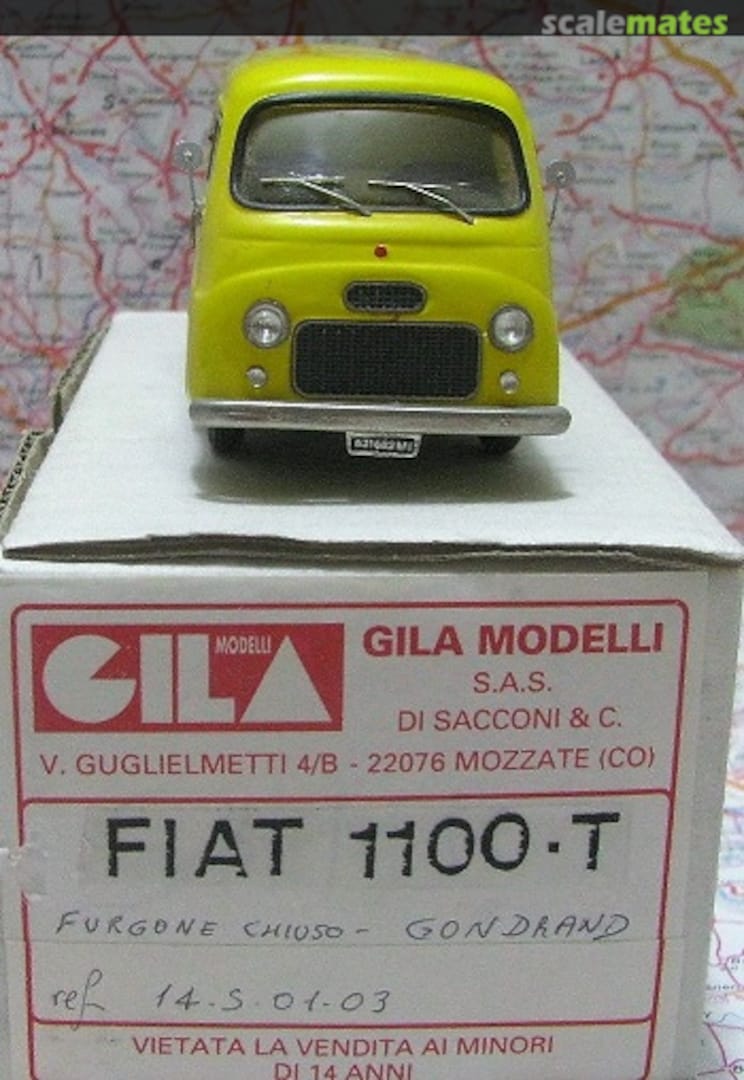 scalemates
GILA MODELLI
GILA MODELLI
S.A.S.
DI SACCONI & C.
V. GUGLIELMETTI 4/B - 22076 MOZZATE (CO)
FIAT 1100·T
FURGONE CHIUSO - GONDRAND
ref 14-S-01-03
VIETATA LA VENDITA AI MINORI
DI 14 ANNI